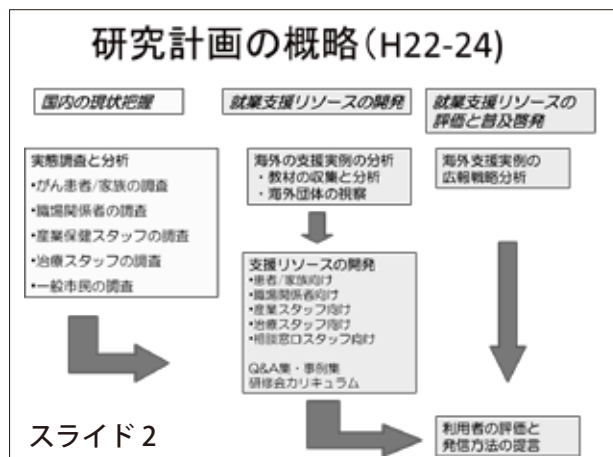 研究計画の概略(H22-24)
国内の現状把握
就業支援リソースの開発
就業支援リソースの
評価と普及啓発
実態調査と分析
•がん患者/家族の調査
•職場関係者の調査
•産業保健スタッフの調査
•治療スタッフの調査
•一般市民の調査
海外の支援実例の分析
・教材の収集と分析
・海外団体の視察
海外支援実例の
広報戦略分析
支援リソースの開発
•患者/家族向け
•職場関係者向け
•産業スタッフ向け
•治療スタッフ向け
•相談窓口スタッフ向け
Q&A集・事例集
研修会カリキュラム
利用者の評価と
発信方法の提言
スライド 2